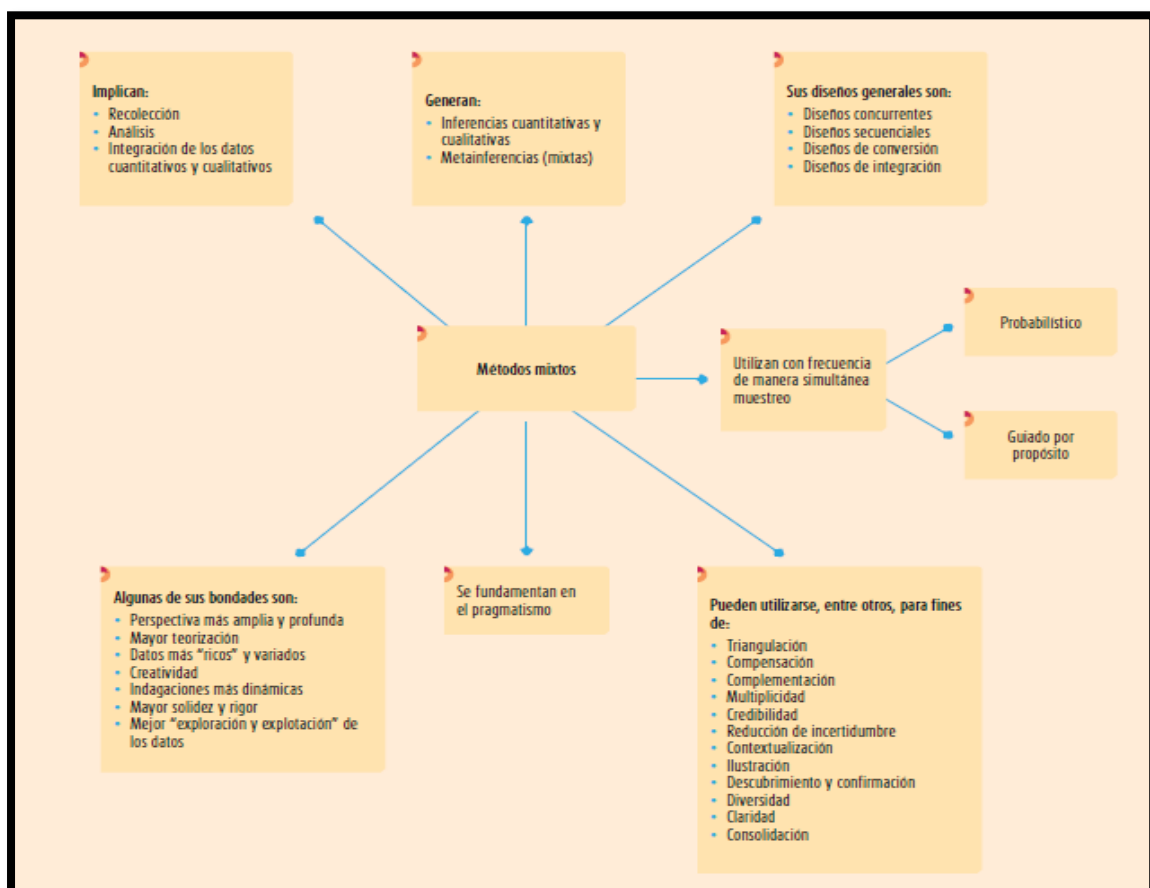 Implican:
• Recolección
• Análisis
• Integración de los datos
cuantitativos y cualitativos
Generan:
• Inferencias cuantitativas y
cualitativas
• Metainferencias (mixtas)
Sus diseños generales son:
• Diseños concurrentes
• Diseños secuenciales
• Diseños de conversión
• Diseños de integración
Métodos mixtos
Utilizan con frecuencia
de manera simultánea
muestreo
Probabilístico
Guiado por
propósito
Algunas de sus bondades son:
• Perspectiva más amplia y profunda
• Mayor teorización
• Datos más "ricos" y variados
• Creatividad
• Indagaciones más dinámicas
• Mayor solidez y rigor
• Mejor "exploración y explotación" de
los datos
Se fundamentan en
el pragmatismo
Pueden utilizarse, entre otros, para fines
de:
• Triangulación
• Compensación
• Complementación
• Multiplicidad
• Credibilidad
• Reducción de incertidumbre
• Contextualización
• Ilustración
• Descubrimiento y confirmación
• Diversidad
• Claridad
• Consolidación